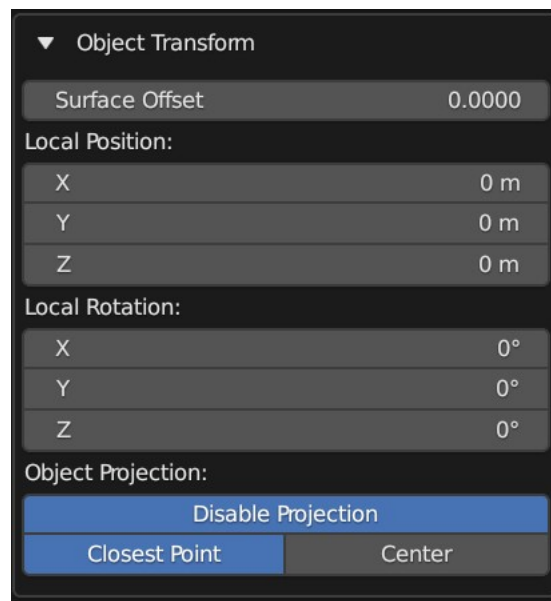 Object Transform
Surface Offset 0.0000
Local Position:
X 0 m
Y 0 m
Z 0 m
Local Rotation:
X 0°
Y 0°
Z 0°
Object Projection:
Disable Projection
Closest Point Center